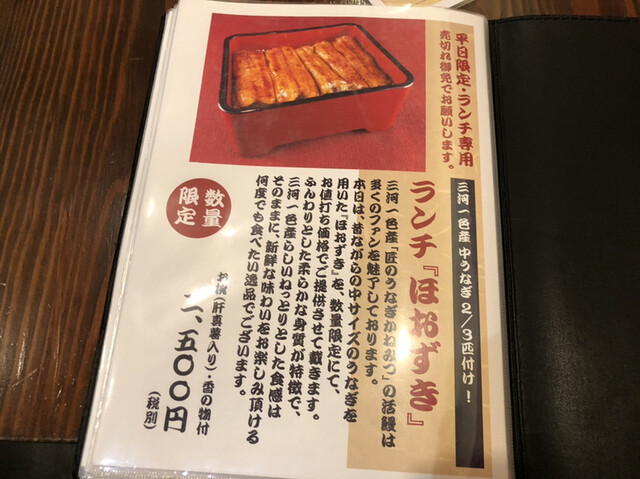 平日限定・ランチ専用
売切れ御免でお願いします。
三河一色産 中うなぎ2/3匹付け!
ランチ『ほおずき』
三河一色産「匠のうなぎかねみつ」の活鰻は
多くのファンを魅了しております。
本日は、昔ながらの中サイズのうなぎを
用いた『ほおずき』を、数量限定にて、
お値打ち価格でご提供させて戴きます。
ふんわりとした柔らかな身質が特徴で、
三河一色産らしいねっとりとした食感は
そのままに、新鮮な味わいをお楽しみ頂ける
何度でも食べたい逸品でございます。
数量
限定
お椀(肝真薯入り)・香の物付
二、五〇〇円
(税別)